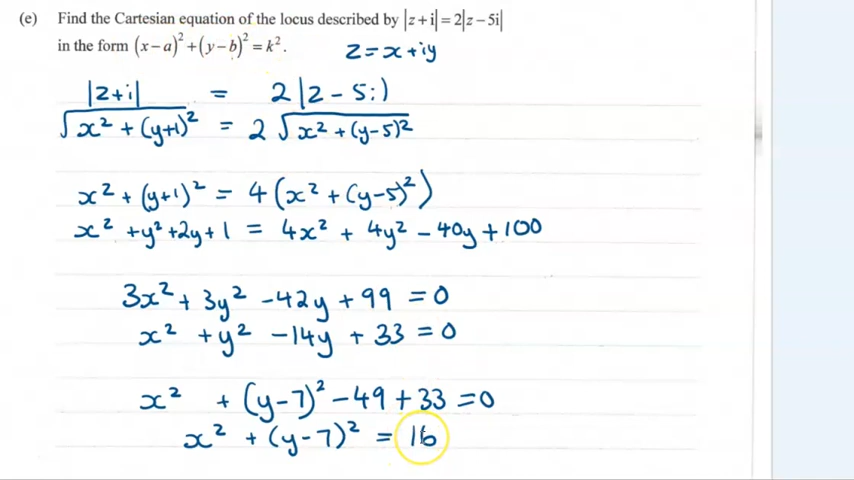 (e) Find the Cartesian equation of the locus described by |z+i|=2|z−5i|
in the form (x−a)²+(y−b)²=k².
z=x+iy
|z+i| = 2|z-5i|
√x²+(y+1)² = 2√x²+(y-5)²
x²+(y+1)² = 4(x²+(y-5)²)
x²+y²+2y+1 = 4x²+4y²-40y+100
3x²+3y²-42y+99=0
x²+y²-14y+33=0
x²+(y-7)²-49+33=0
x²+(y-7)²=16